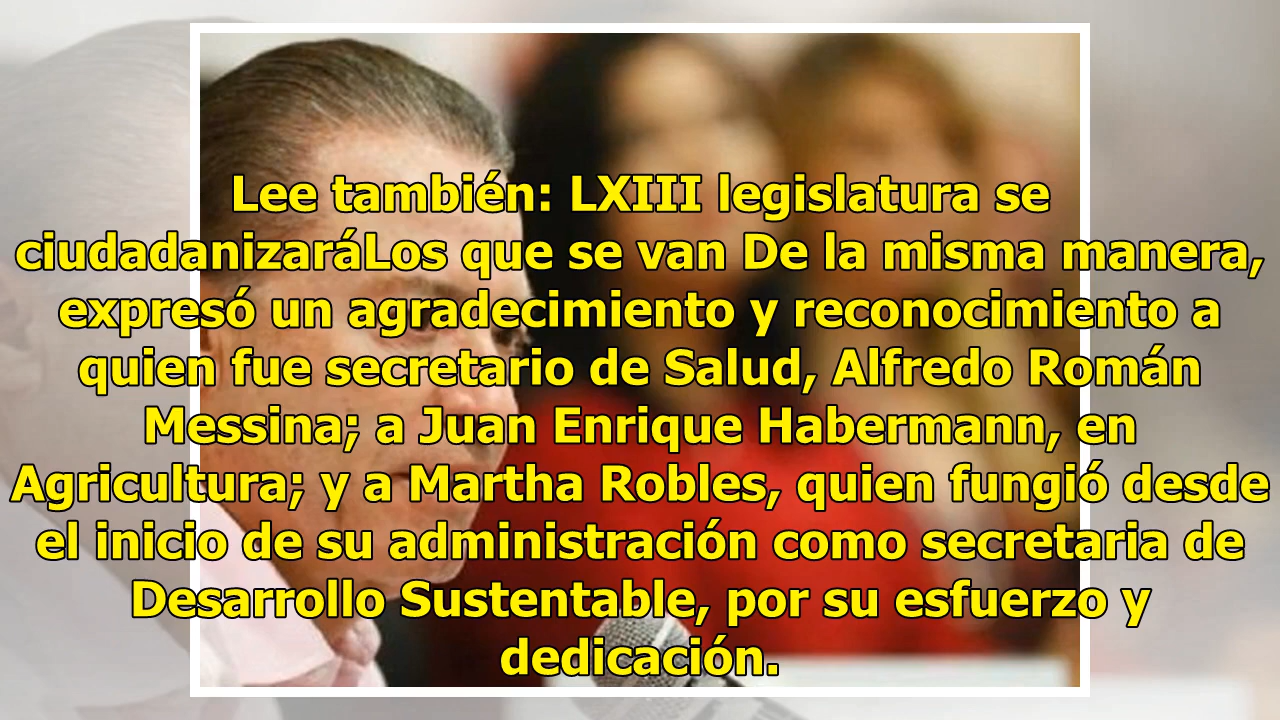 Lee también: LXIII legislatura se
ciudadanizaráLos que se van De la misma manera,
expresó un agradecimiento y reconocimiento a
quien fue secretario de Salud, Alfredo Román
Messina; a Juan Enrique Habermann, en
Agricultura; y a Martha Robles, quien fungió desde
el inicio de su administración como secretaria de
Desarrollo Sustentable, por su esfuerzo y
dedicación.